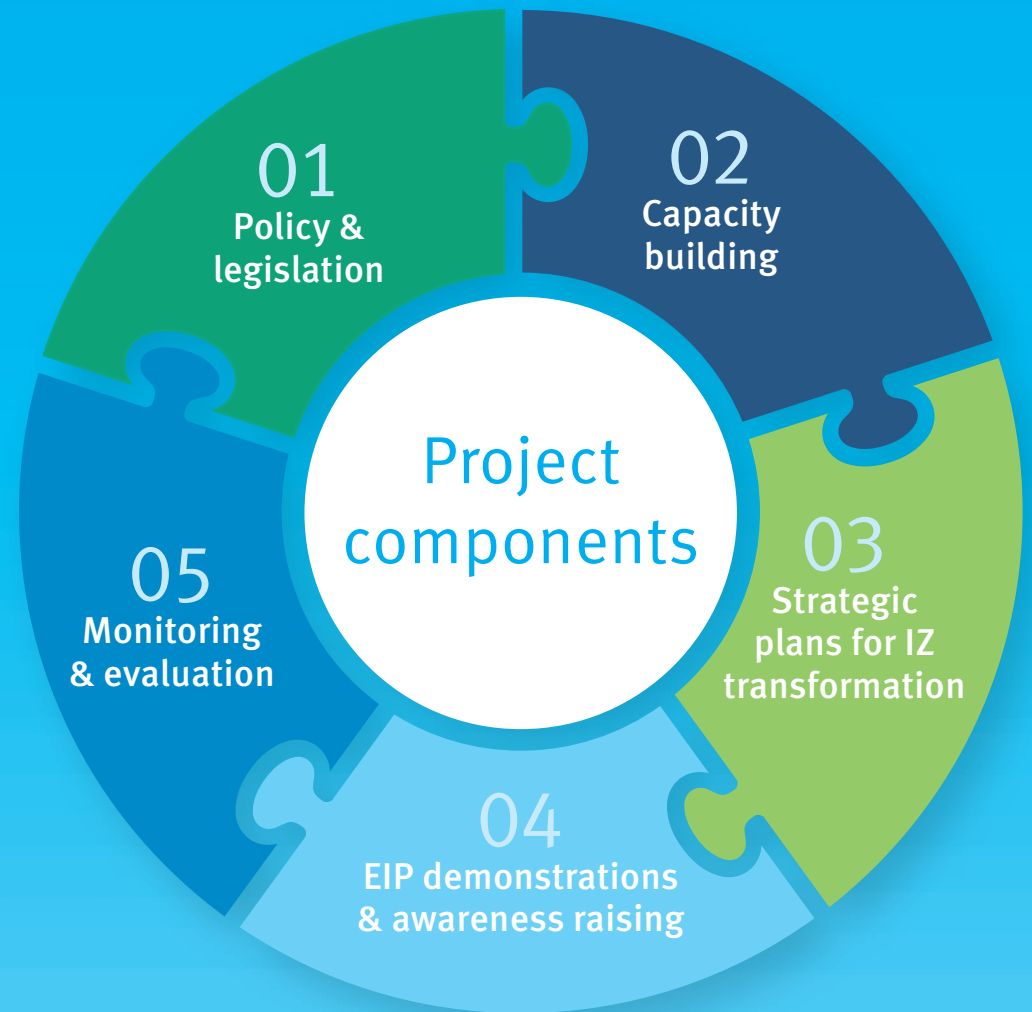 01
Policy &
legislation
02
Capacity
building
Project
components
03
Strategic
plans for IZ
transformation
04
EIP demonstrations
& awareness raising
05
Monitoring
& evaluation